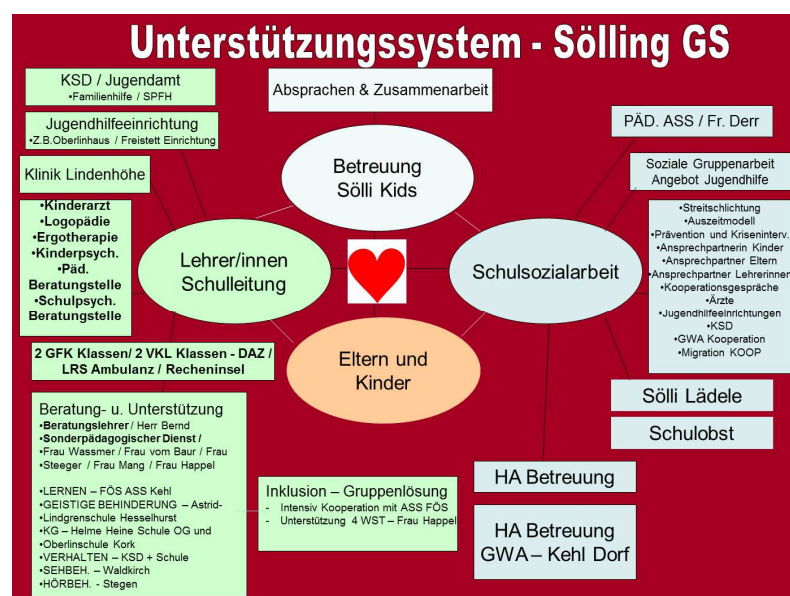 Unterstützungssystem - Sölling GS
KSD / Jugendamt
•Familienhilfe / SPFH
Jugendhilfeeinrichtung
•Z.B.Oberlinhaus / Freistett Einrichtung
Klinik Lindenhöhe
•Kinderarzt
•Logopädie
•Ergotherapie
•Kinderpsych.
•Päd.
Beratungstelle
•Schulpsych.
Beratungstelle
Absprachen & Zusammenarbeit
Betreuung
Sölli Kids
Lehrer/innen
Schulleitung
Schulsozialarbeit
Eltern und
Kinder
PÄD. ASS / Fr. Derr
Soziale Gruppenarbeit
Angebot Jugendhilfe
•Streitschlichtung
•Auszeitmodell
•Prävention und Kriseninterv.
•Ansprechpartnerin Kinder
•Ansprechpartner Eltern
•Ansprechpartner Lehrerinnen
•Kooperationsgespräche
•Ärzte
•Jugendhilfeeinrichtungen
•KSD
•GWA Kooperation
•Migration KOOP
2 GFK Klassen/ 2 VKL Klassen - DAZ /
LRS Ambulanz / Recheninsel
Beratung- u. Unterstützung
•Beratungslehrer / Herr Bernd
•Sonderpädagogischer Dienst /
•Frau Wassmer / Frau vom Baur / Frau
•Steeger / Frau Mang / Frau Happel
•LERNEN – FÖS ASS Kehl
•GEISTIGE BEHINDERUNG – Astrid-
•Lindgrenschule Hesselhurst
•KG – Helme Heine Schule OG und
•Oberlinschule Kork
•VERHALTEN – KSD + Schule
•SEHBEH. – Waldkirch
•HÖRBEH. - Stegen
Inklusion – Gruppenlösung
- Intensiv Kooperation mit ASS FÖS
- Unterstützung 4 WST – Frau Happel
Sölli Lädele
Schulobst
HA Betreuung
HA Betreuung
GWA – Kehl Dorf